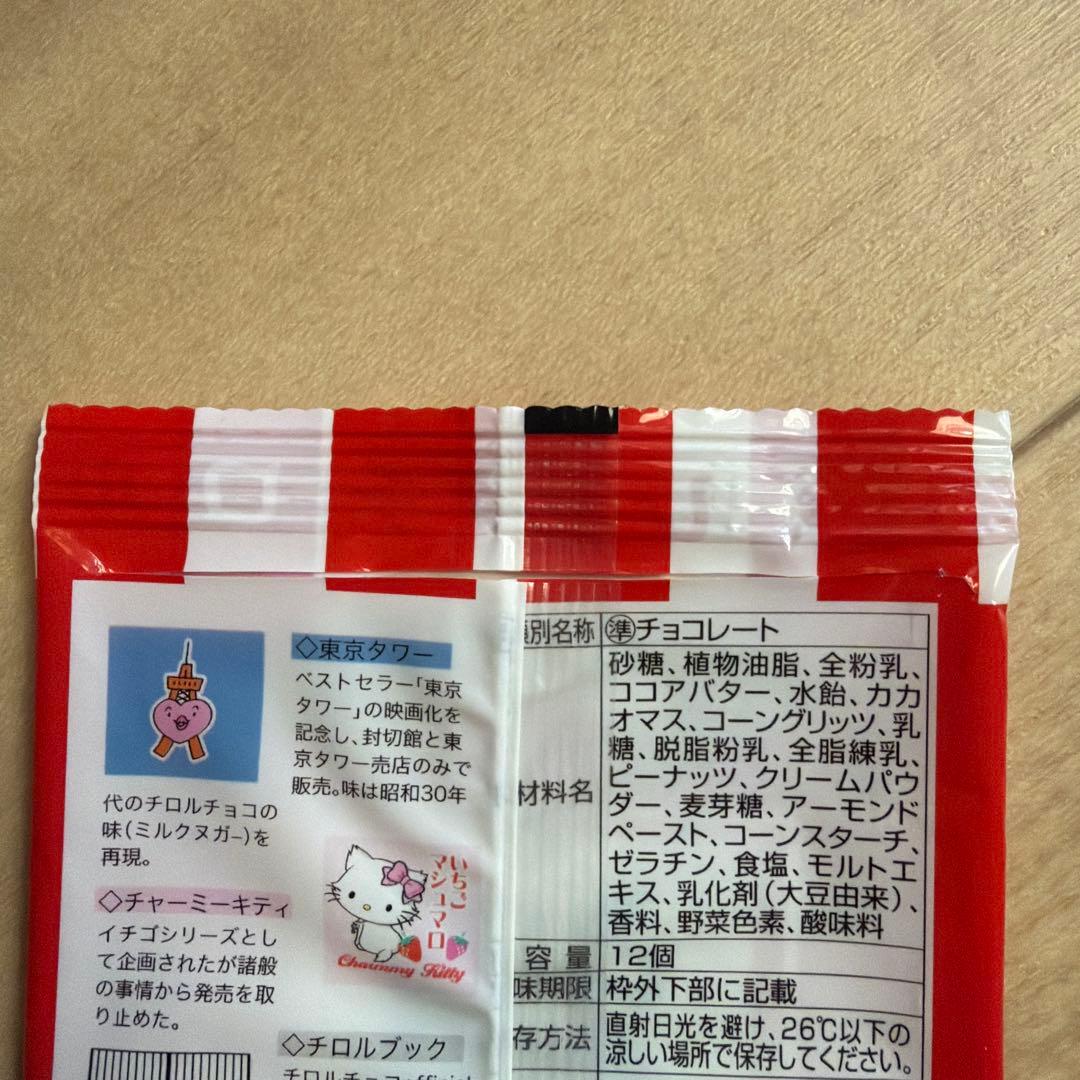 ◇東京タワー
ベストセラー「東京
タワー」の映画化を
記念し、封切館と東
京タワー売店のみで
販売。味は昭和30年
代のチロルチョコの
味(ミルクヌガー)を
再現。
◇チャーミーキティ
イチゴシリーズとし
て企画されたが諸般
の事情から発売を取
り止めた。
いちご
マシュマロ
Charmmy Kitty
◇チロルブック
別名称
準チョコレート
材料名
砂糖、植物油脂、全粉乳、
ココアバター、水飴、カカ
オマス、コーングリッツ、乳
糖、脱脂粉乳、全脂練乳、
ピーナッツ、クリームパウ
ダー、麦芽糖、アーモンド
ペースト、コーンスターチ、
ゼラチン、食塩、モルトエ
キス、乳化剤(大豆由来)、
香料、野菜色素、酸味料
容量
12個
味期限
枠外下部に記載
存方法
直射日光を避け、26℃以下の
涼しい場所で保存してください。